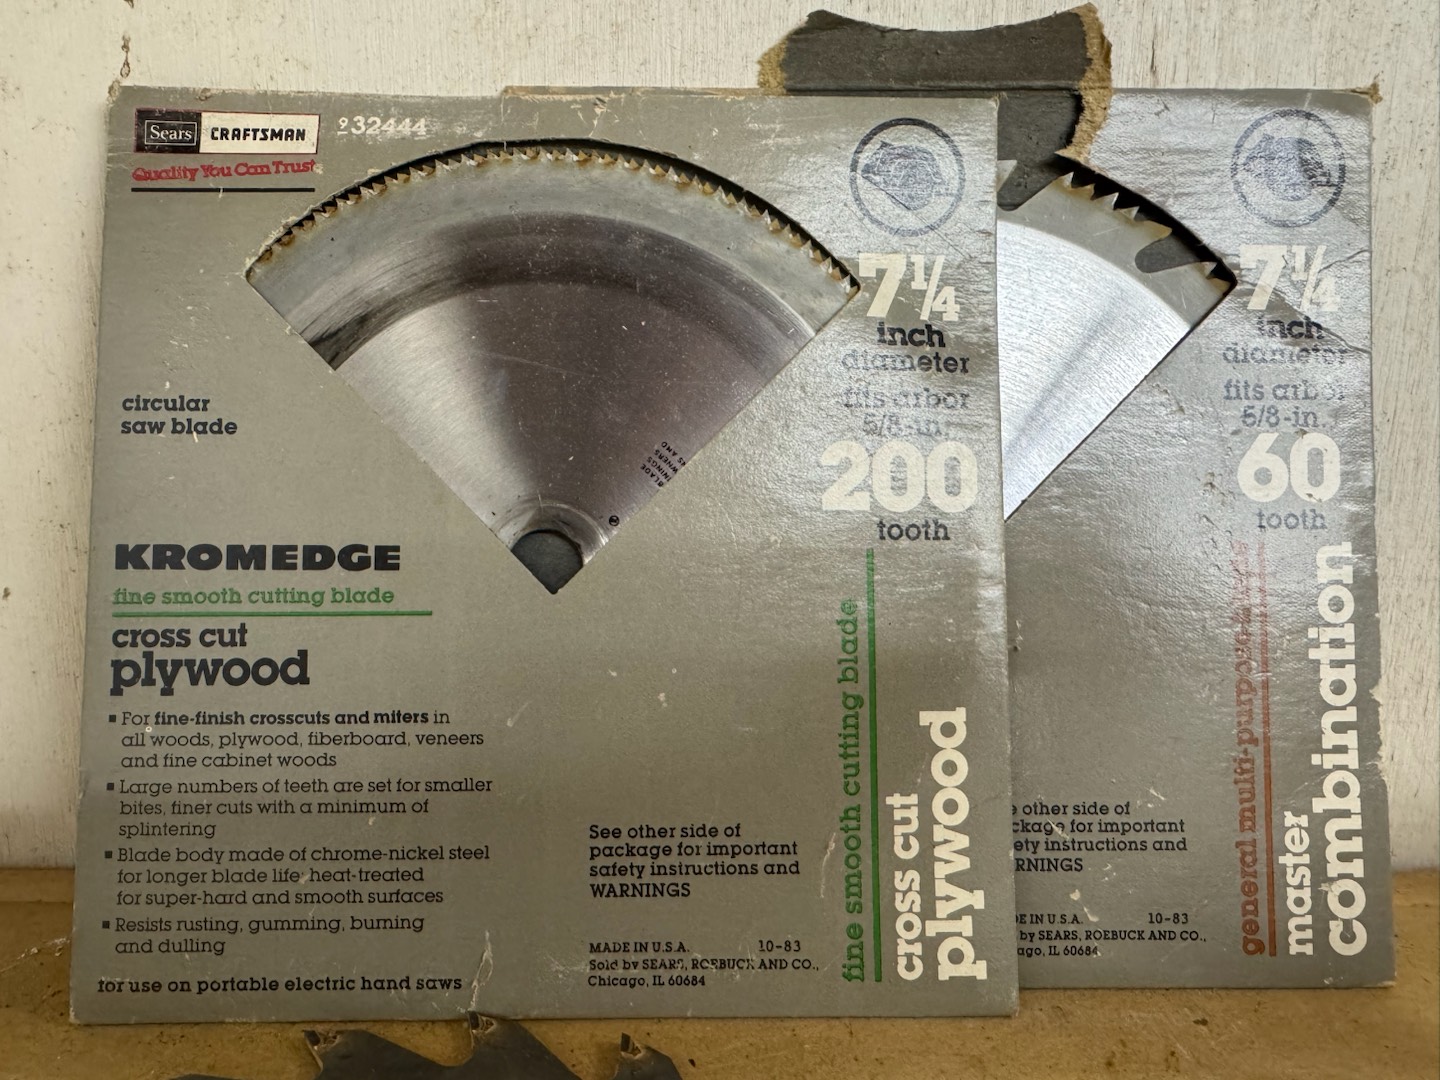 Sears CRAFTSMAN
932444
Quality You Can Trust
circular
saw blade
KROMEDGE
fine smooth cutting blade
cross cut
plywood
For fine-finish crosscuts and miters in
all woods, plywood, fiberboard, veneers
and fine cabinet woods
Large numbers of teeth are set for smaller
bites, finer cuts with a minimum of
splintering
Blade body made of chrome-nickel steel
for longer blade life; heat-treated
for super-hard and smooth surfaces
Resists rusting, gumming, burning
and dulling
for use on portable electric hand saws
BLADE
See other side of
package for important
safety instructions and
WARNINGS
MADE IN U.S.A. 10-83
Sold by SEARS, ROEBUCK AND CO.,
Chicago, IL 60684
7 1/4
inch
diameter
fits arbor
5/8-in.
200
tooth
fine smooth cutting blade
cross cut
plywood
7 1/4
inch
diameter
fits arbor
5/8-in.
60
tooth
general multi-purpose
master
combination
other side of
ckage for important
ety instructions and
RNINGS
E IN U.S.A. 10-83
by SEARS, ROEBUCK AND CO.,
ago, IL 60684